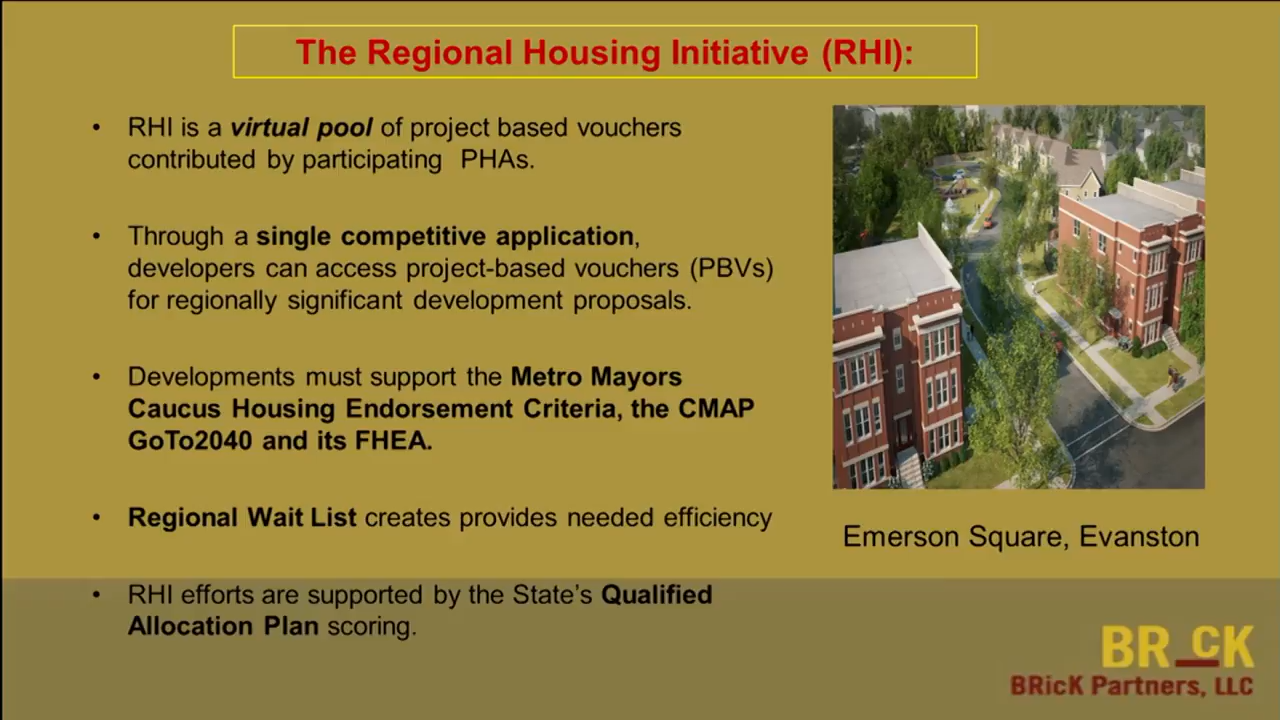 The Regional Housing Initiative (RHI):
• RHI is a virtual pool of project based vouchers
contributed by participating PHAs.
• Through a single competitive application,
developers can access project-based vouchers (PBVs)
for regionally significant development proposals.
• Developments must support the Metro Mayors
Caucus Housing Endorsement Criteria, the CMAP
GoTo2040 and its FHEA.
• Regional Wait List creates provides needed efficiency
• RHI efforts are supported by the State’s Qualified
Allocation Plan scoring.
Emerson Square, Evanston
BR_CK
BRicK Partners, LLC